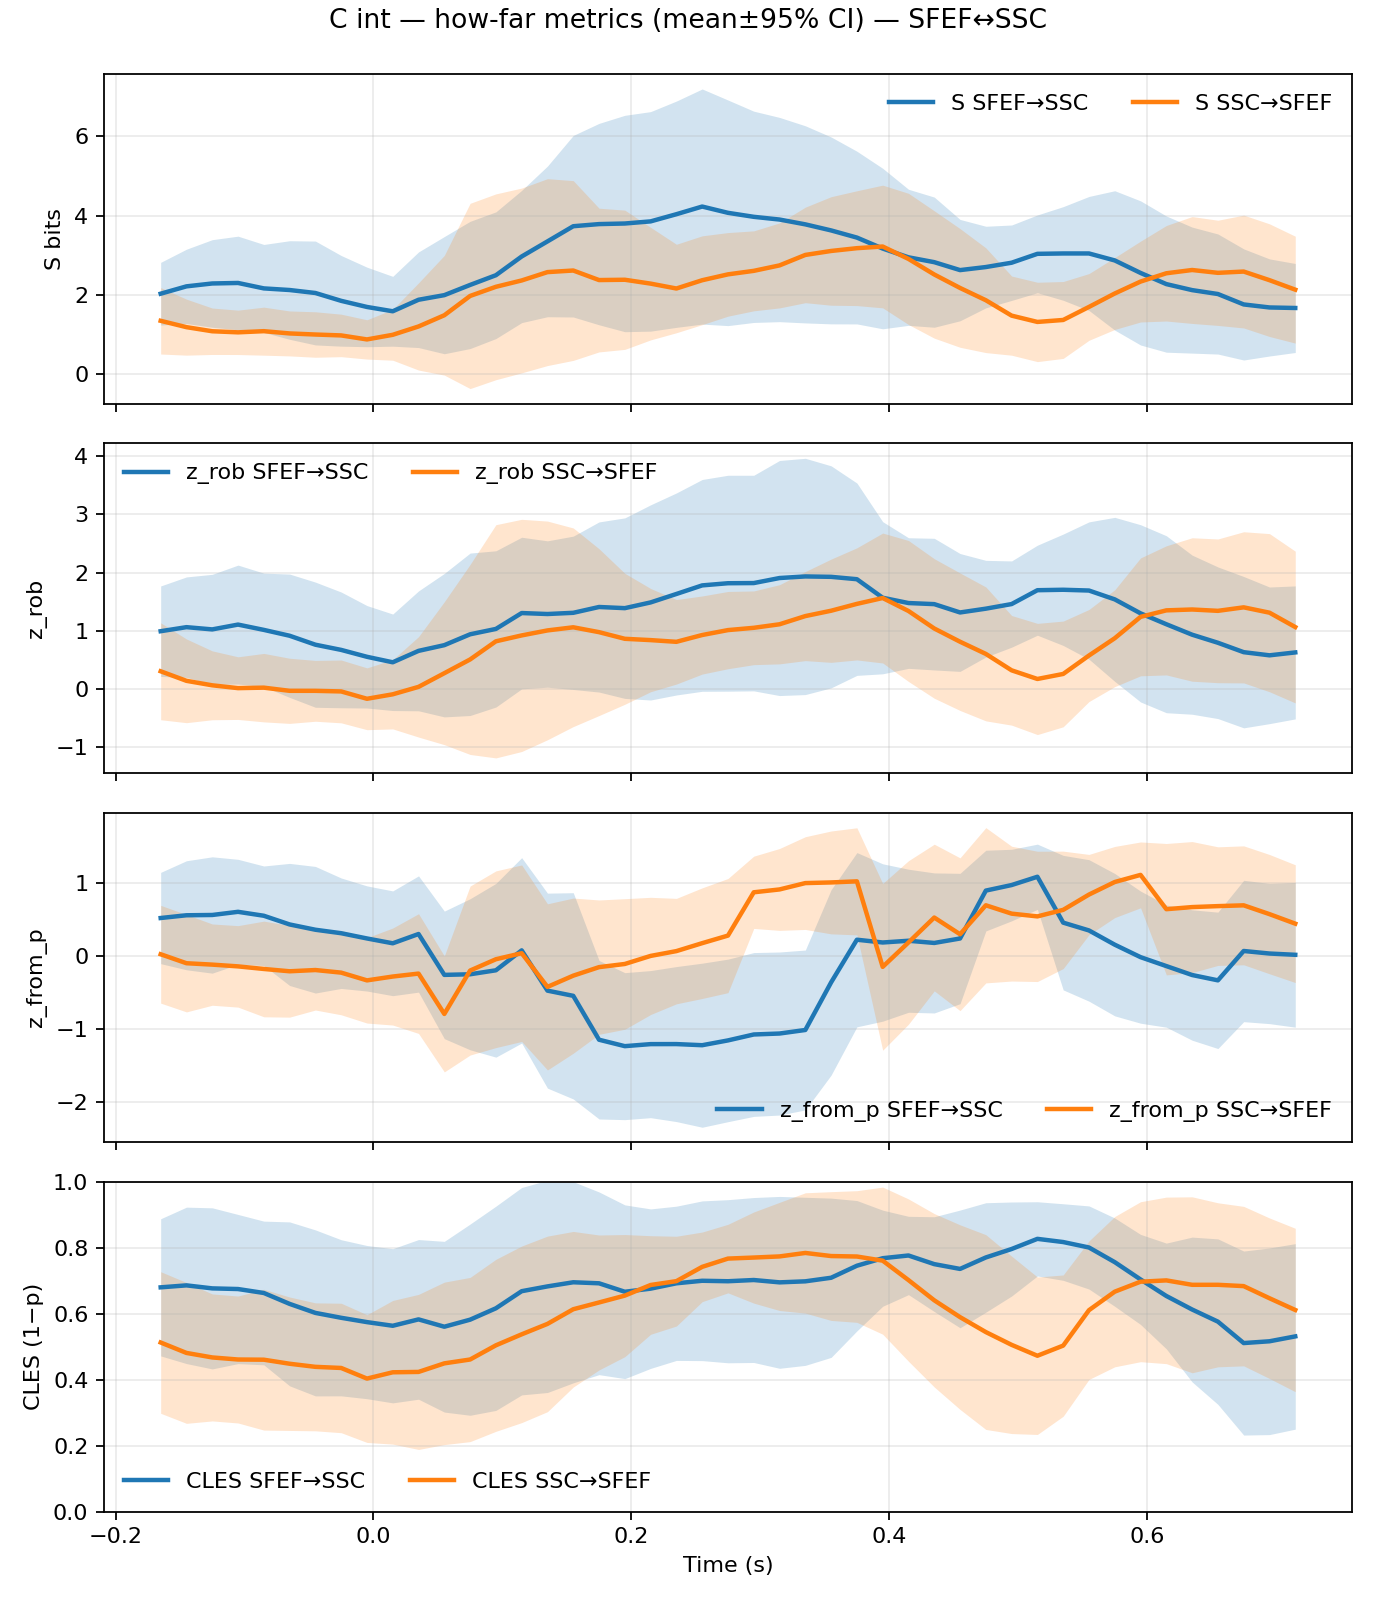 C int — how-far metrics (mean±95% CI) — SFEF↔SSC
S bits
6
4
2
0
S SFEF→SSC
S SSC→SFEF
z_rob
4
3
2
1
0
−1
z_rob SFEF→SSC
z_rob SSC→SFEF
z_from_p
1
0
−1
−2
z_from_p SFEF→SSC
z_from_p SSC→SFEF
CLES (1−p)
1.0
0.8
0.6
0.4
0.2
0.0
CLES SFEF→SSC
CLES SSC→SFEF
−0.2
0.0
0.2
0.4
0.6
Time (s)